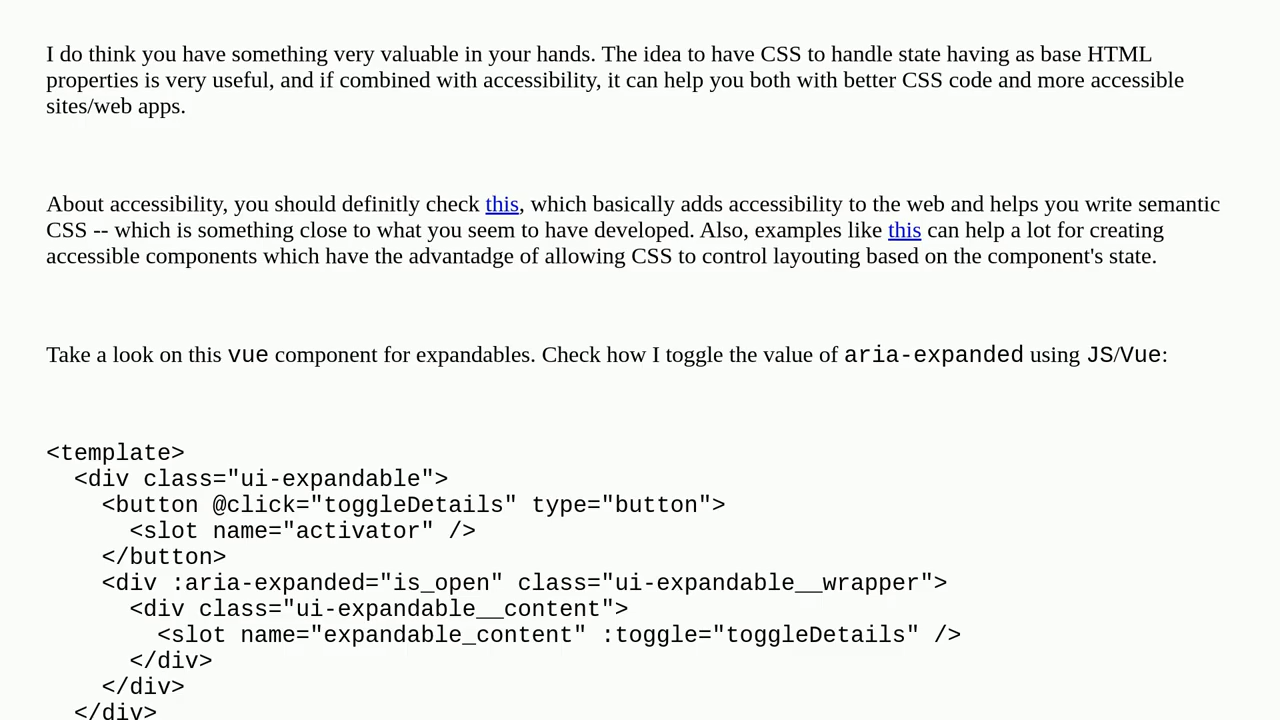 I do think you have something very valuable in your hands. The idea to have CSS to handle state having as base HTML
properties is very useful, and if combined with accessibility, it can help you both with better CSS code and more accessible
sites/web apps.
About accessibility, you should definitly check this, which basically adds accessibility to the web and helps you write semantic
CSS -- which is something close to what you seem to have developed. Also, examples like this can help a lot for creating
accessible components which have the advantadge of allowing CSS to control layouting based on the component's state.
Take a look on this vue component for expandables. Check how I toggle the value of aria-expanded using JS/Vue:
<template>
  <div class="ui-expandable">
    <button @click="toggleDetails" type="button">
      <slot name="activator" />
    </button>
    <div :aria-expanded="is_open" class="ui-expandable__wrapper">
      <div class="ui-expandable__content">
        <slot name="expandable_content" :toggle="toggleDetails" />
      </div>
    </div>
  </div>